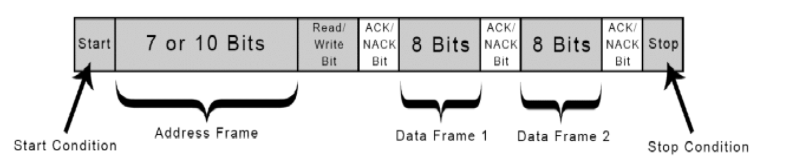 Start
7 or 10 Bits
Read/
Write
Bit
ACK/
NACK
Bit
8 Bits
ACK/
NACK
Bit
8 Bits
ACK/
NACK
Bit
Stop
Start Condition
Address Frame
Data Frame 1
Data Frame 2
Stop Condition